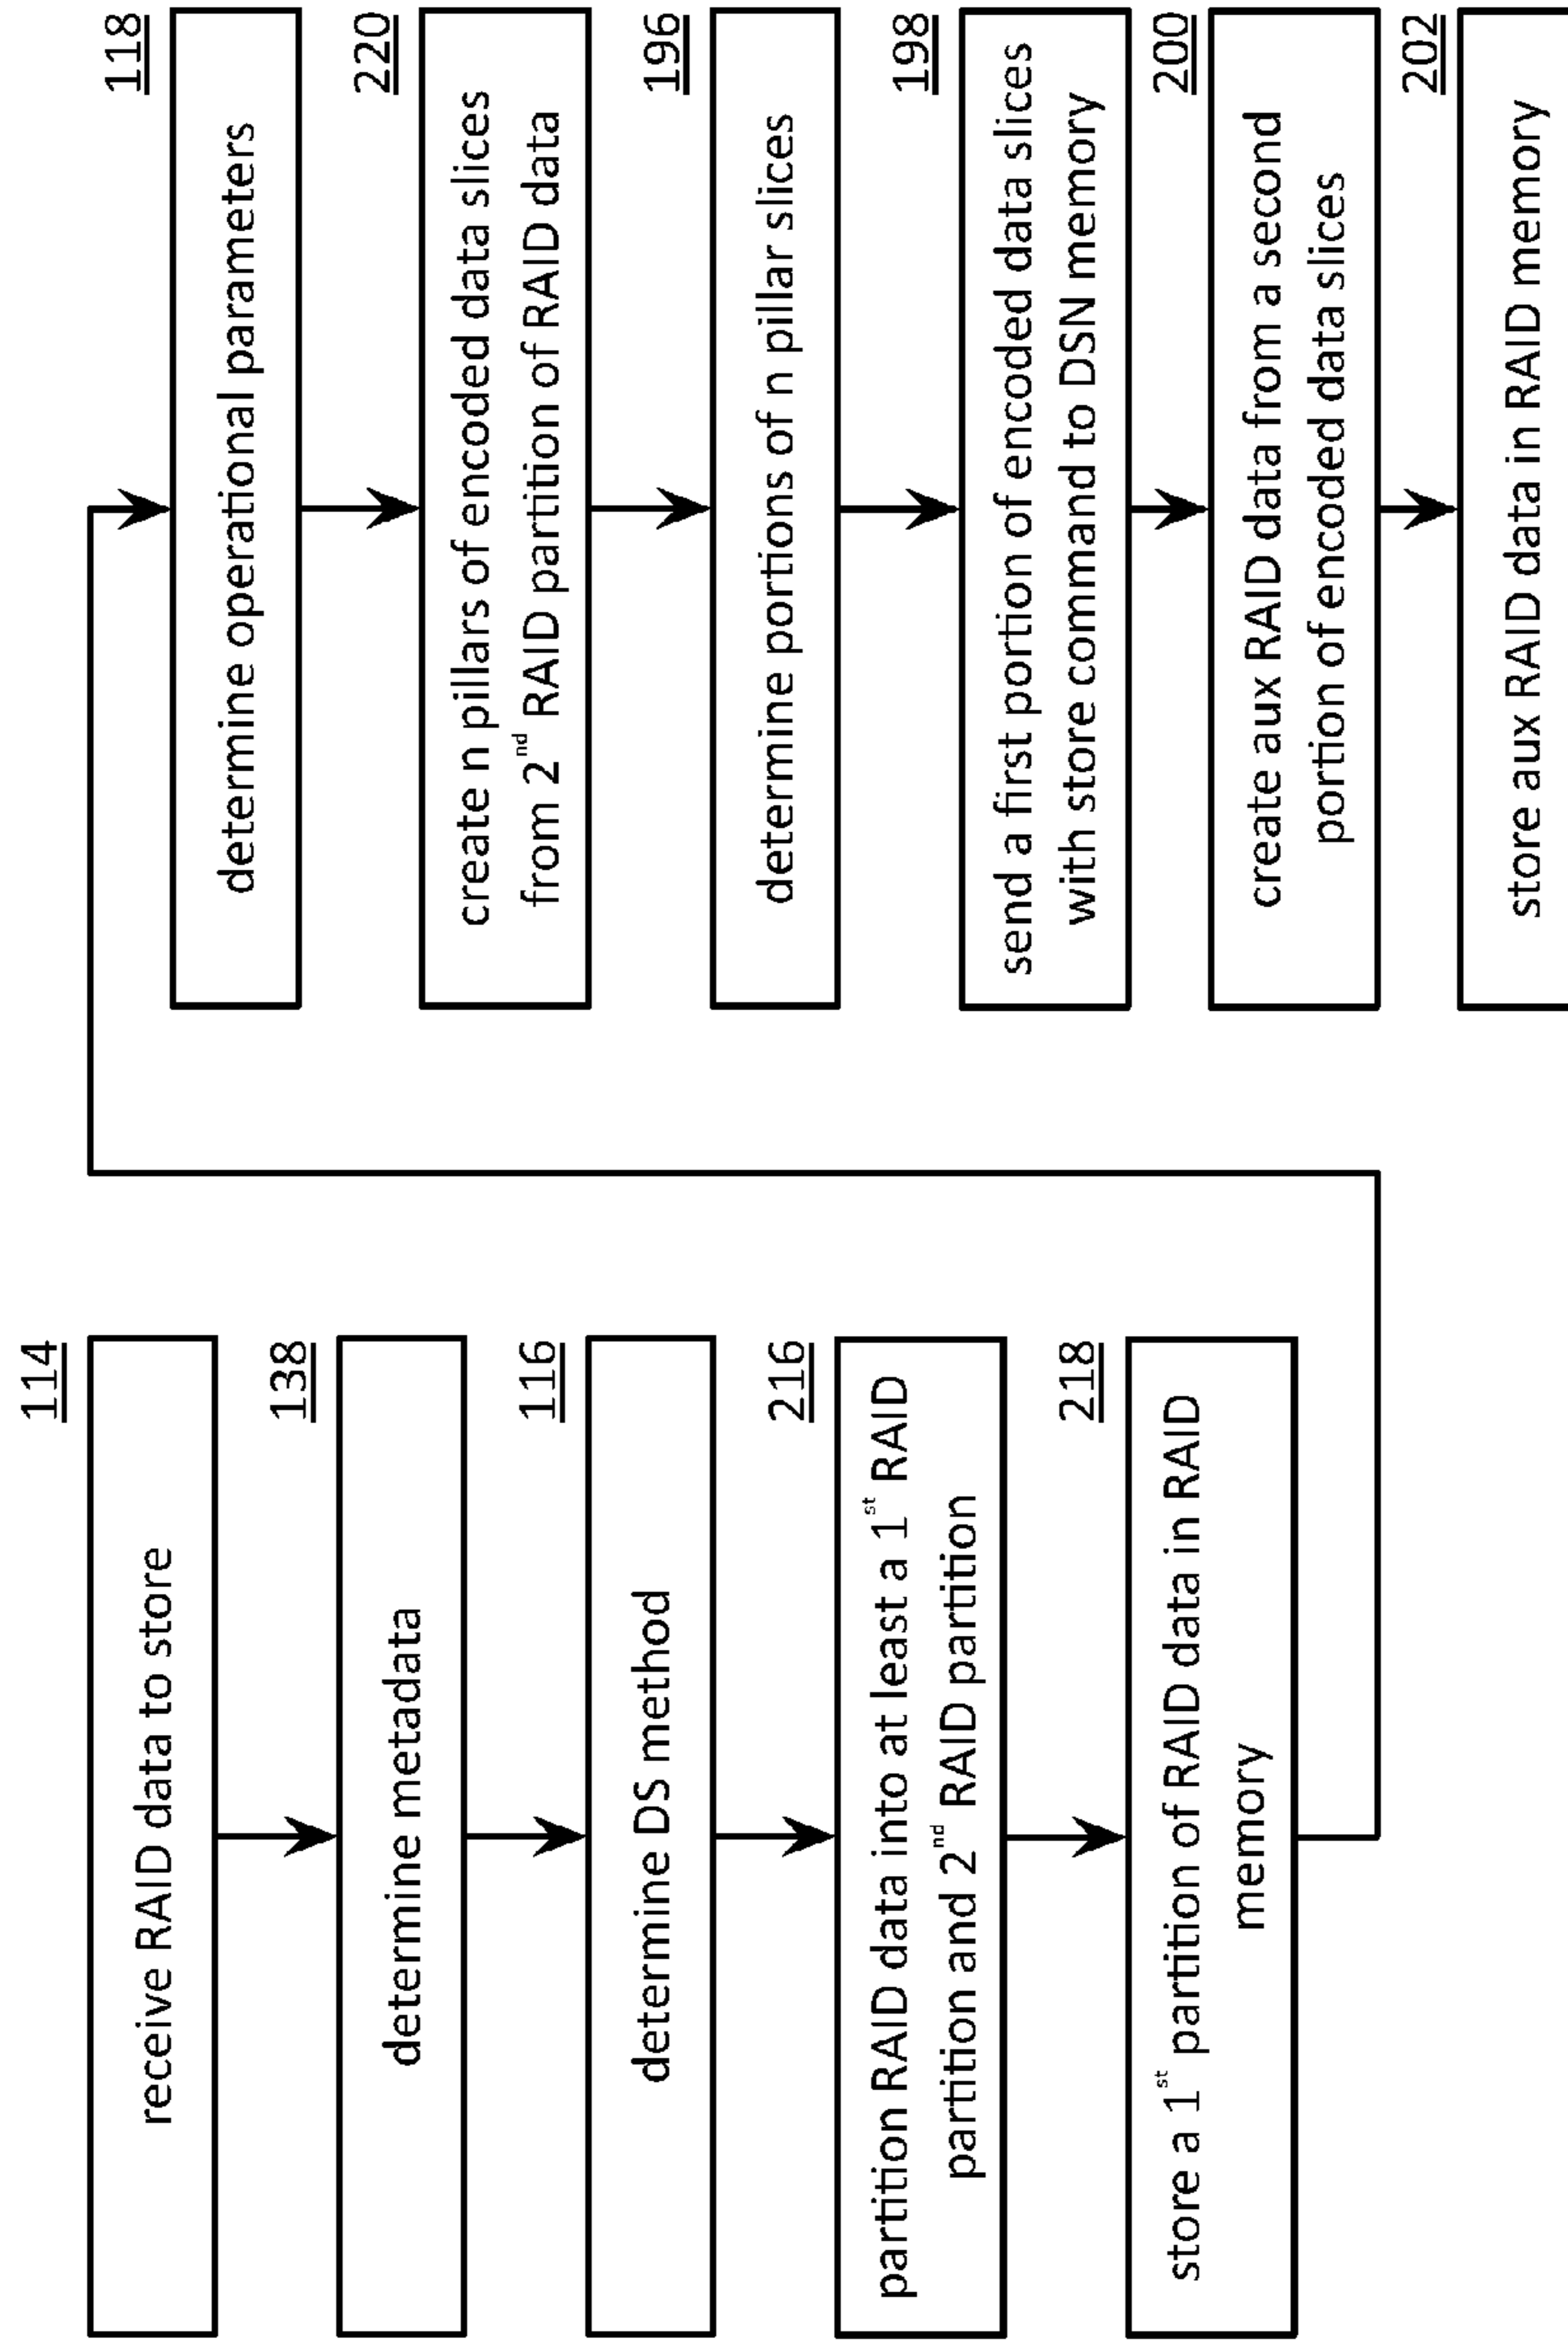 114
receive RAID data to store
138
determine metadata
116
determine DS method
216
partition RAID data into at least a 1st RAID
partition and 2nd RAID partition
218
store a 1st partition of RAID data in RAID
memory
118
determine operational parameters
220
create n pillars of encoded data slices
from 2nd RAID partition of RAID data
196
determine portions of n pillar slices
198
send a first portion of encoded data slices
with store command to DSN memory
200
create aux RAID data from a second
portion of encoded data slices
202
store aux RAID data in RAID memory